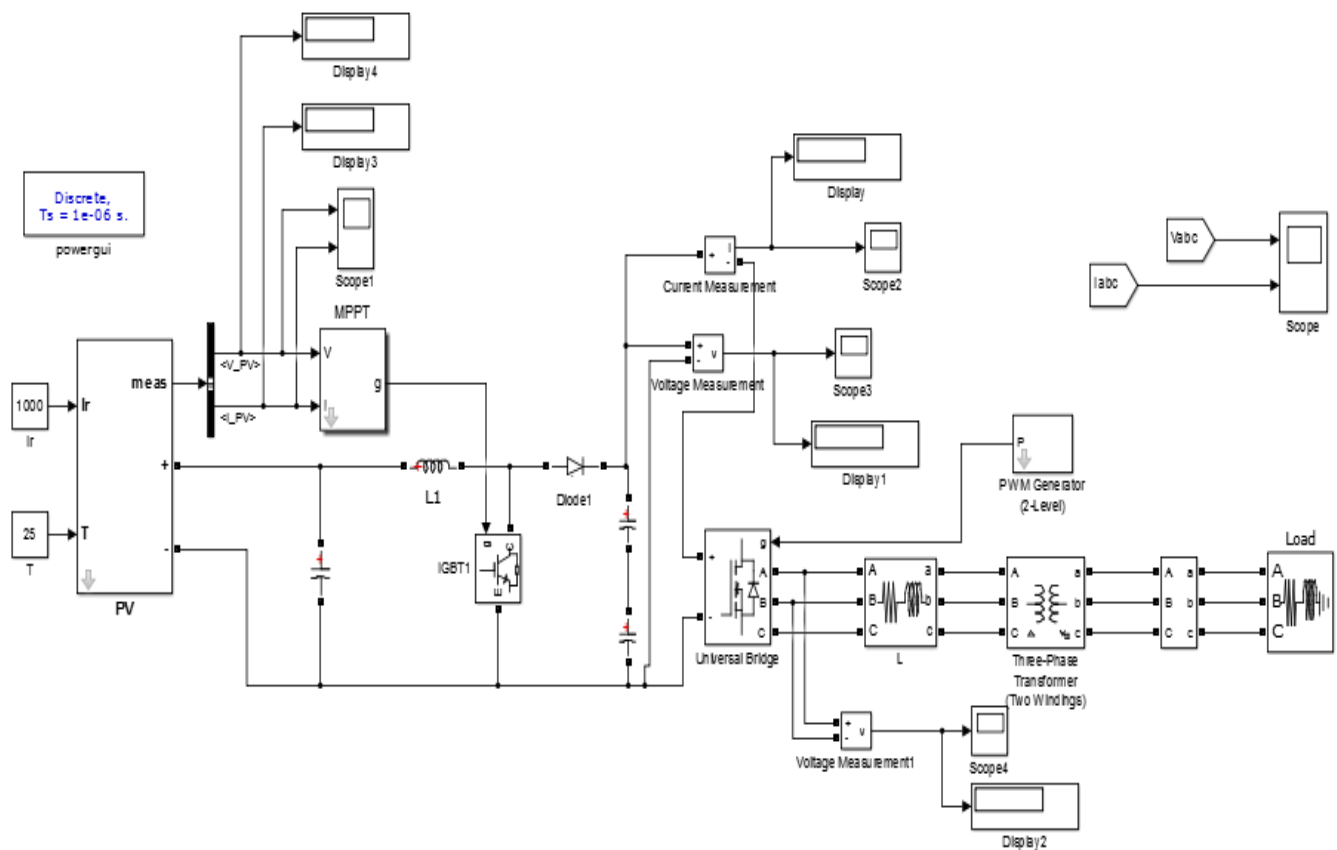 Display4
Display3
Discrete,
Ts = 1e-06 s.
powergui
Scope1
MPPT
V
I
g
<V_PV>
<I_PV>
1000
Ir
25
T
meas
Ir
T
+
-
PV
L1
Diode1
g
C
E
IGBT1
Display
+
i
-
Current Measurement
Scope2
+
-
v
Voltage Measurement
Scope3
Display1
Vabc
Iabc
Scope
P
PWM Generator
(2-Level)
g
+
-
A
B
C
Universal Bridge
A
B
C
a
b
c
L
A
B
C
a
b
c
Three-Phase
Transformer
(Two Windings)
A
B
C
a
b
c
Load
A
B
C
+
-
v
Voltage Measurement1
Scope4
Display2